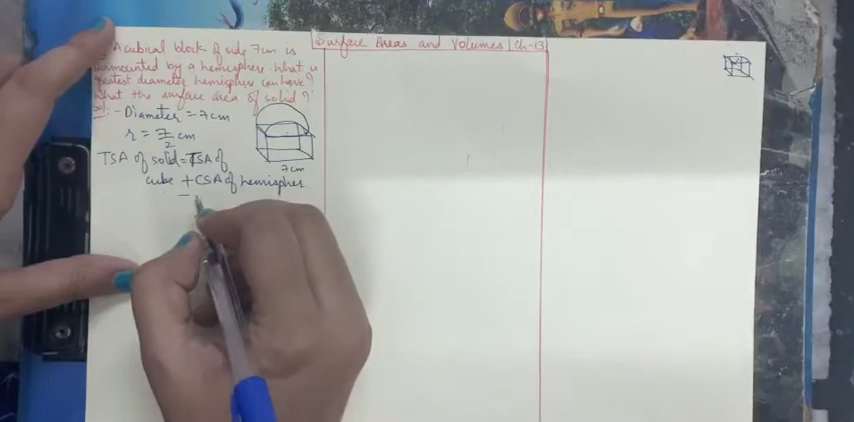 Surface Areas and Volumes | Ch-13
A cubical block of side 7cm is
surmounted by a hemisphere. What is
greatest diameter hemisphere can have?
the surface area of solid ?
Sol:- Diameter = 7cm
r = 7/2 cm
7cm
TSA of solid = TSA of
cube + CSA of hemispher
=